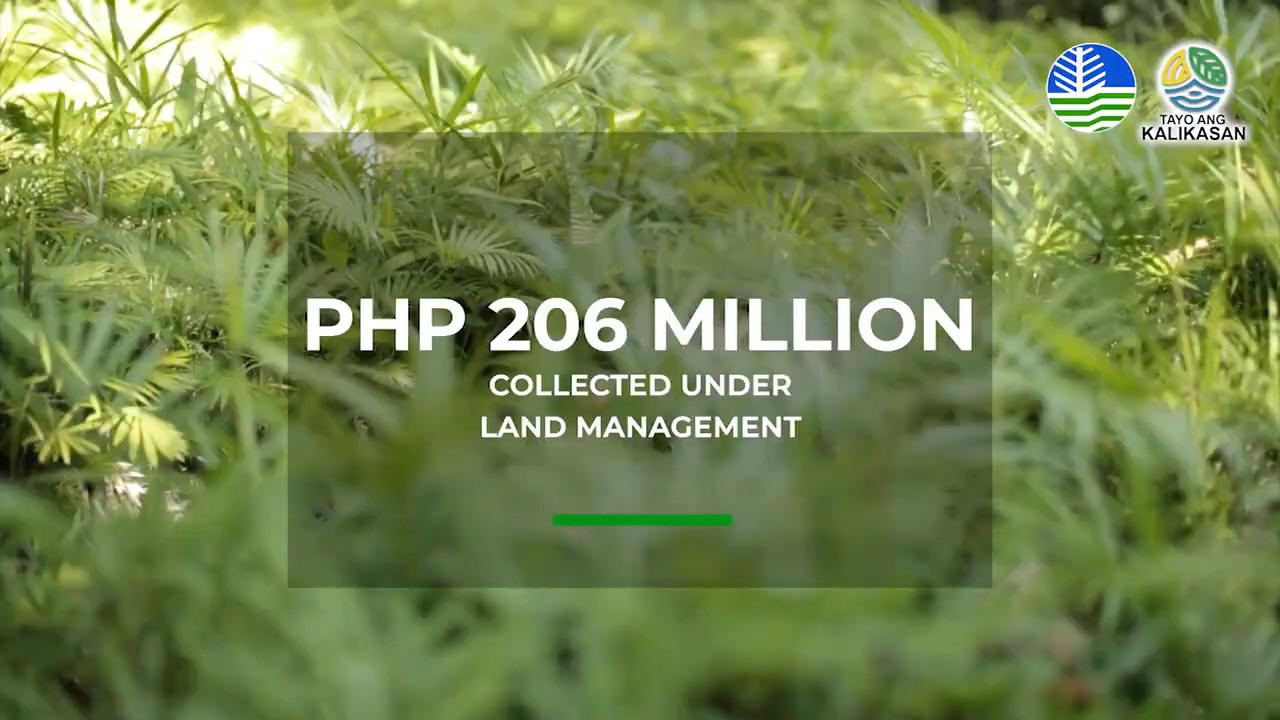 TAYO ANG
KALIKASAN
PHP 206 MILLION
COLLECTED UNDER
LAND MANAGEMENT